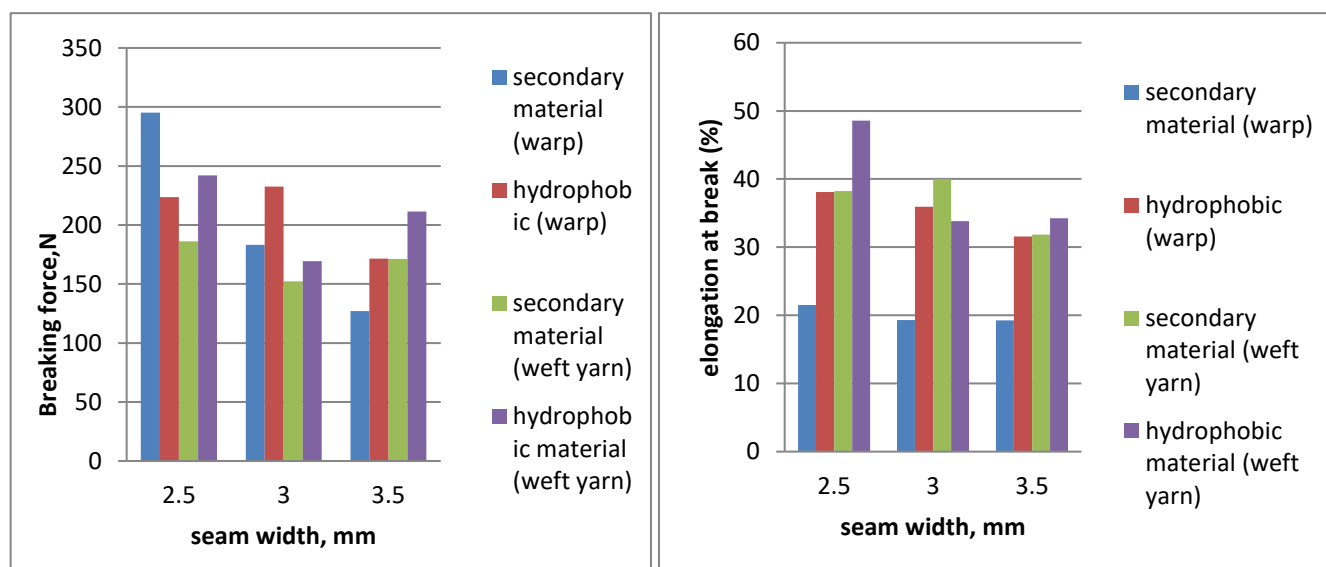 350
300
250
200
150
100
50
0
Breaking force,N
2.5 3 3.5
seam width, mm
secondary
material
(warp)
hydrophob
ic (warp)
secondary
material
(weft yarn)
hydrophob
ic material
(weft yarn)
60
50
40
30
20
10
0
elongation at break (%)
2.5 3 3.5
seam width, mm
secondary
material (warp)
hydrophobic
(warp)
secondary
material (weft
yarn)
hydrophobic
material (weft
yarn)